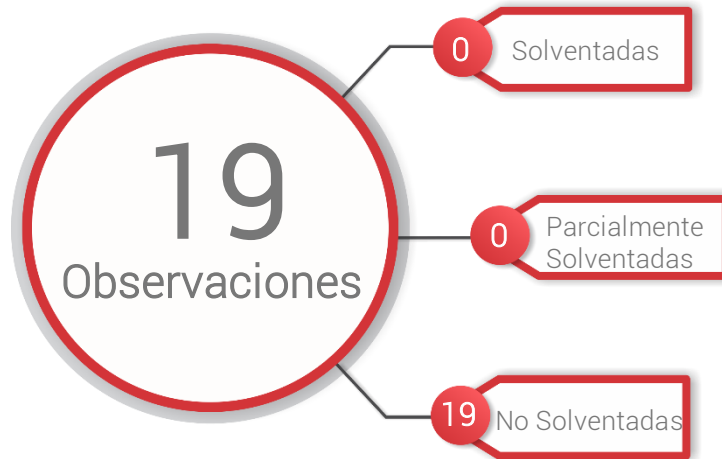 19
Observaciones
0
Solventadas
0
Parcialmente
Solventadas
19
No Solventadas